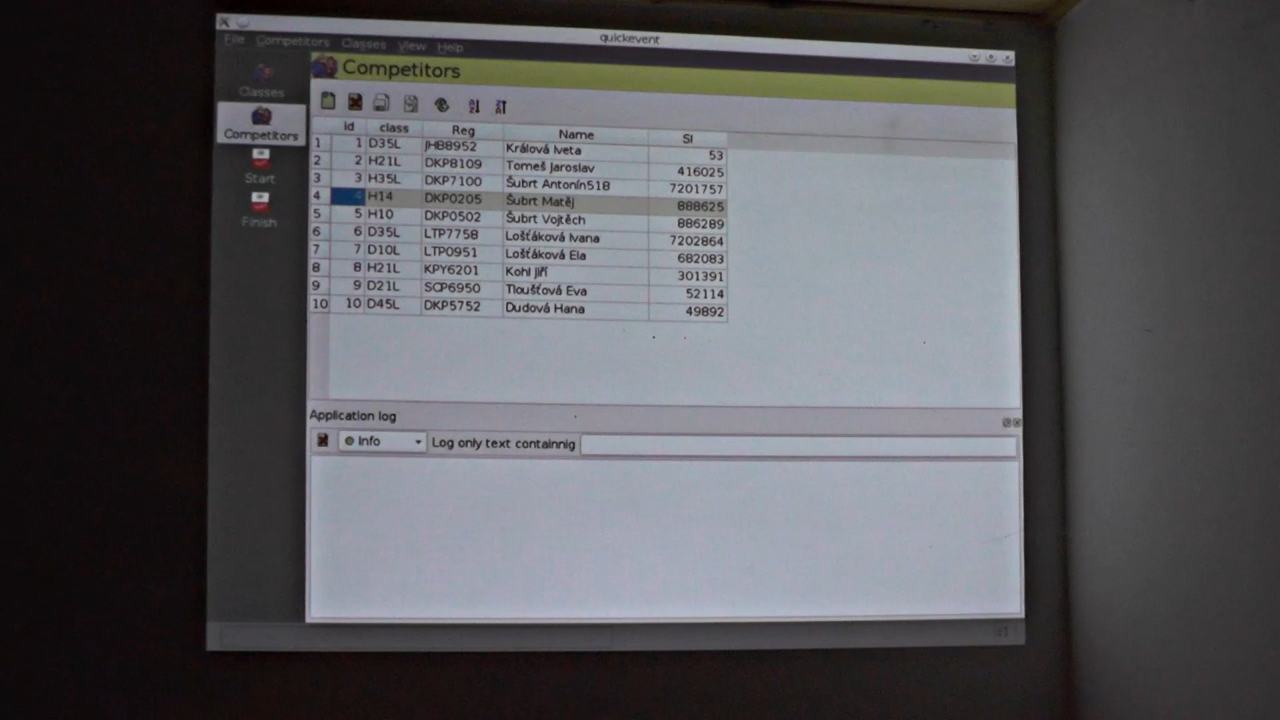 quickevent
File Competitors Classes View Help
Classes
Competitors
Start
Finish
Competitors
id class Reg Name SI
1 1 D35L JHB8952 Králová Iveta 53
2 2 H21L DKP8109 Tomeš Jaroslav 416025
3 3 H35L DKP7100 Šubrt Antonín518 7201757
4 4 H14 DKP0205 Šubrt Matěj 888625
5 5 H10 DKP0502 Šubrt Vojtěch 886289
6 6 D35L LTP7758 Lošťáková Ivana 7202864
7 7 D10L LTP0951 Lošťáková Ela 682083
8 8 H21L KPY6201 Kohl Jiří 301391
9 9 D21L SCP6950 Tloušťová Eva 52114
10 10 D45L DKP5752 Dudová Hana 49892
Application log
Info Log only text containnig